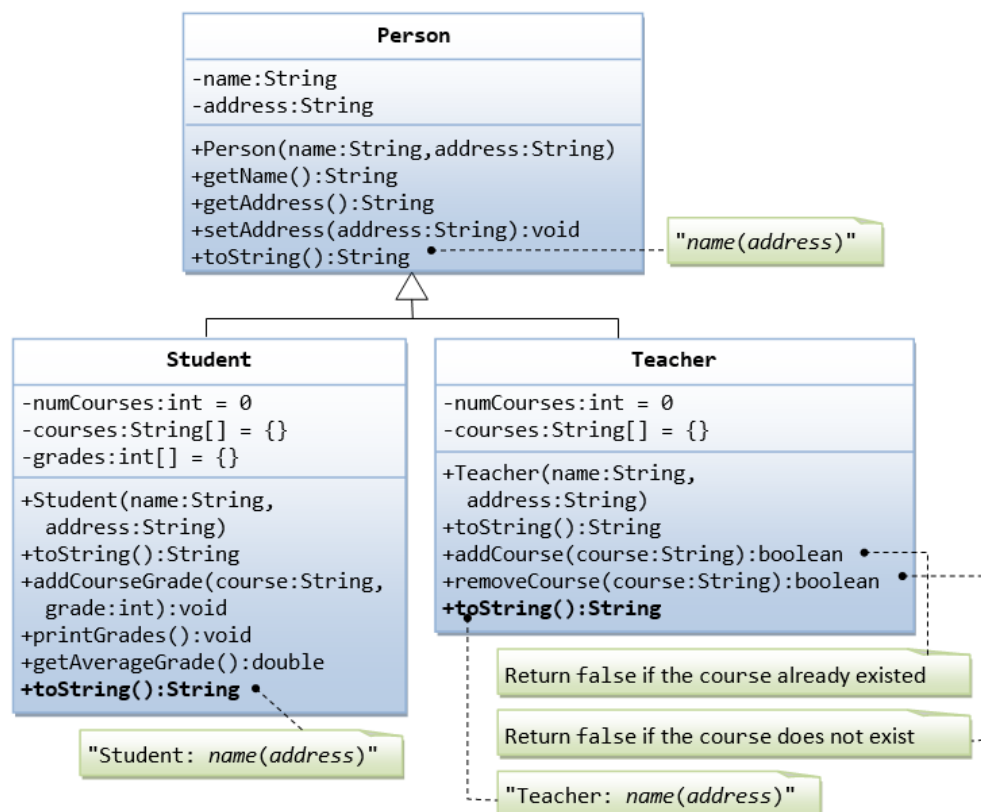 Person
-name:String
-address:String
+Person(name:String,address:String)
+getName():String
+getAddress():String
+setAddress(address:String):void
+toString():String
"name(address)"
Student
-numCourses:int = 0
-courses:String[] = {}
-grades:int[] = {}
+Student(name:String,
address:String)
+toString():String
+addCourseGrade(course:String,
grade:int):void
+printGrades():void
+getAverageGrade():double
+toString():String
"Student: name(address)"
Teacher
-numCourses:int = 0
-courses:String[] = {}
+Teacher(name:String,
address:String)
+toString():String
+addCourse(course:String):boolean
+removeCourse(course:String):boolean
+toString():String
Return false if the course already existed
Return false if the course does not exist
"Teacher: name(address)"